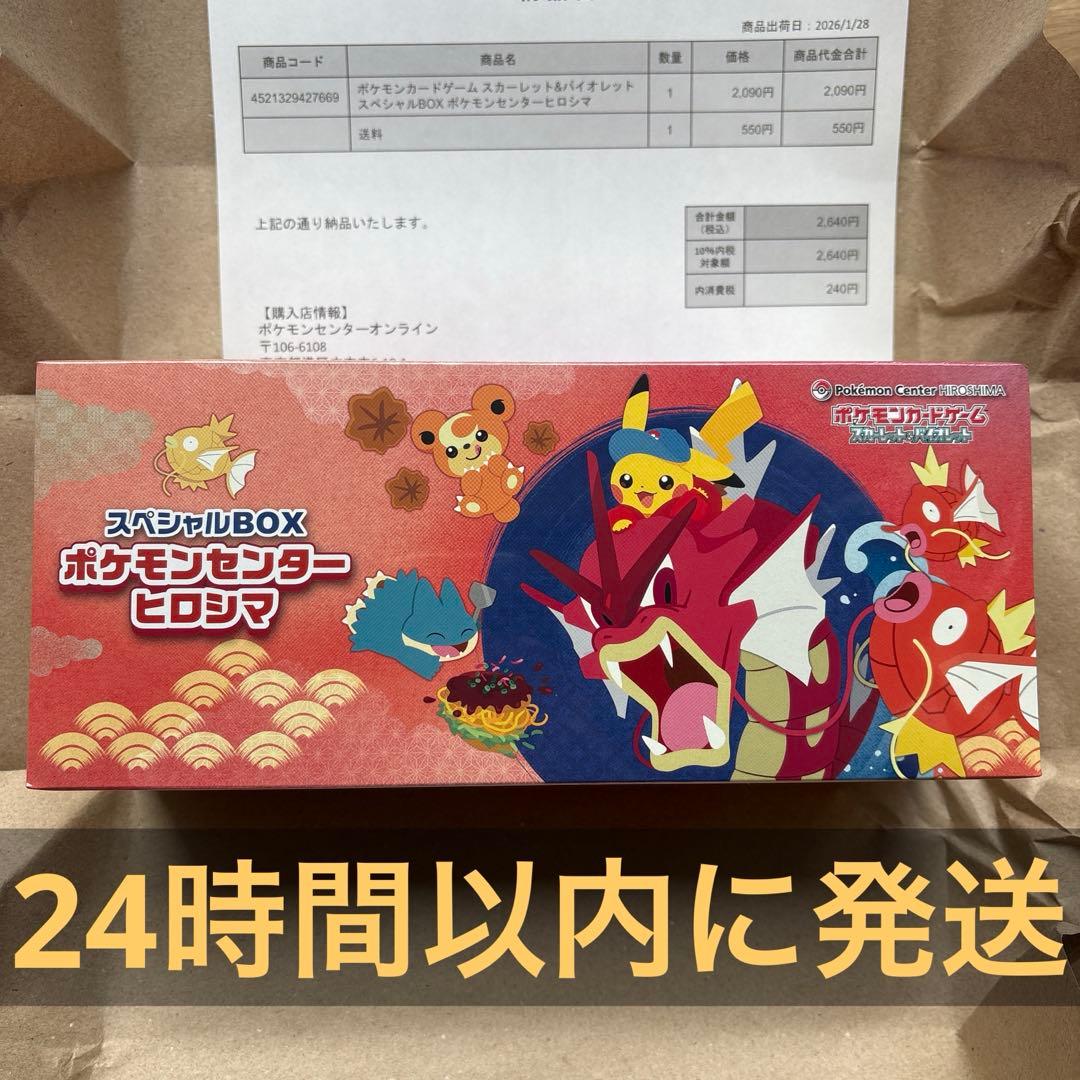 商品出荷日：2026/1/28
商品コード 商品名 数量 価格 商品代金合計
4521329427669 ポケモンカードゲーム スカーレット&バイオレット スペシャルBOX ポケモンセンターヒロシマ 1 2,090円 2,090円
送料 1 550円 550円
上記の通り納品いたします。
合計金額（税込） 2,640円
10%内税対象額 2,640円
内消費税 240円
【購入店情報】
ポケモンセンターオンライン
〒106-6108
Pokémon Center HIROSHIMA
ポケモンカードゲーム
スカーレット&バイオレット
スペシャルBOX
ポケモンセンター
ヒロシマ
24時間以内に発送